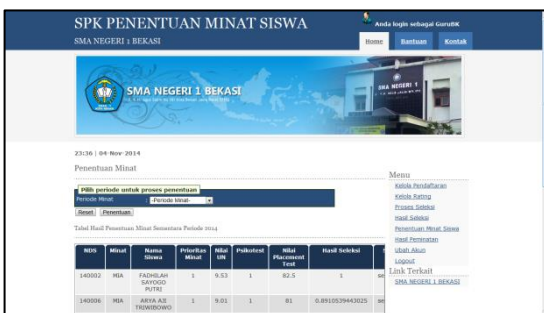 SPK PENENTUAN MINAT SISWA
Anda login sebagai GuruBK
SMA NEGERI 1 BEKASI
Home Bantuan Kontak
SMA NEGERI 1 BEKASI
SMA NEGERI 1
23:36 | 04-Nov-2014
Penentuan Minat
Pilih periode untuk proses penentuan
Periode Minat : -Periode Minat-
Reset Penentuan
Tabel Hasil Penentuan Minat Sementara Periode 2014
NDS Minat Nama Siswa Prioritas Minat Nilai UN Psikotest Nilai Placement Test Hasil Seleksi
140002 MIA FADHILAH SAYOGO PUTRI 1 9.53 1 82.5 1 se
140006 MIA ARYA AJI TRIWIBOWO 1 9.01 1 81 0.8910539443025 se
Menu
Kelola Pendaftaran
Kelola Rating
Proses Seleksi
Hasil Seleksi
Penentuan Minat Siswa
Hasil Peminatan
Ubah Akun
Logout
Link Terkait
SMA NEGERI 1 BEKASI